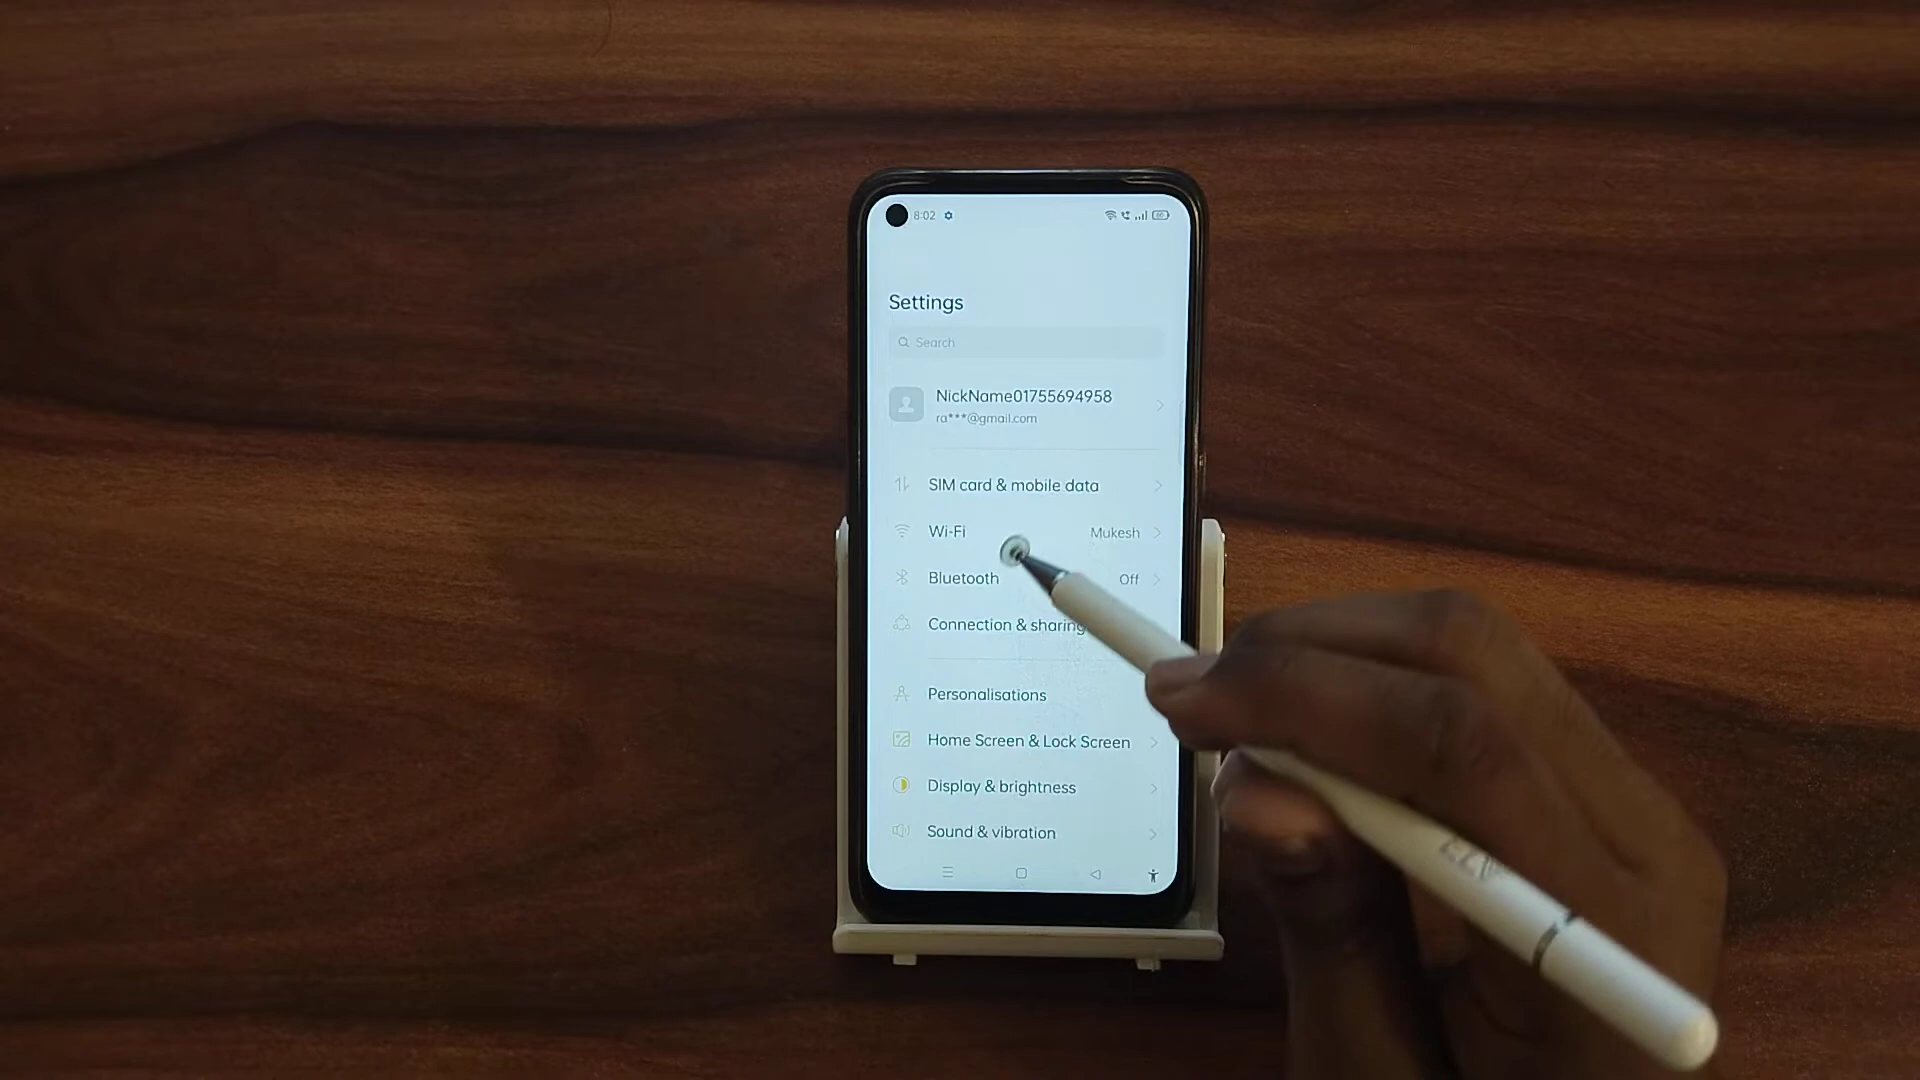 8:02
Settings
Search
NickName01755694958
ra***@gmail.com
SIM card & mobile data
Wi-Fi Mukesh
Bluetooth Off
Connection & sharing
Personalisations
Home Screen & Lock Screen
Display & brightness
Sound & vibration